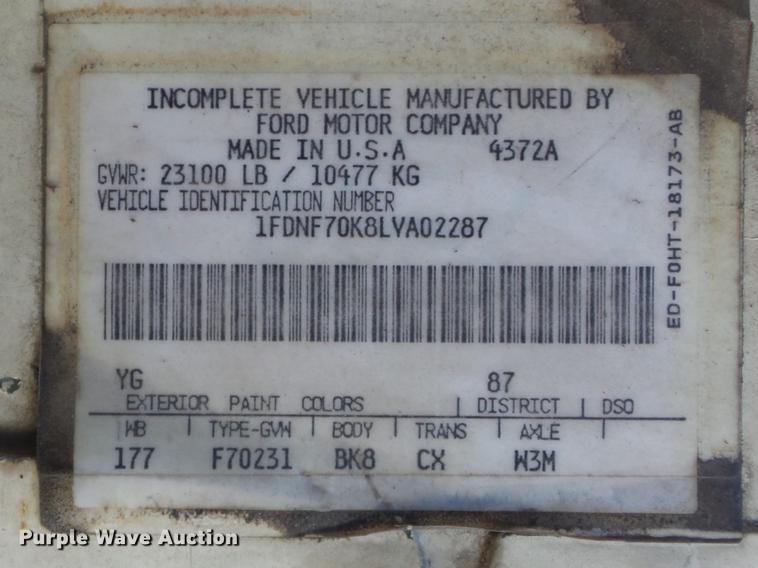 INCOMPLETE VEHICLE MANUFACTURED BY
FORD MOTOR COMPANY
MADE IN U.S.A 4372A
GVWR: 23100 LB / 10477 KG
VEHICLE IDENTIFICATION NUMBER
1FDNF70K8LVA02287
ED-F0HT-18173-AB
YG 87
EXTERIOR PAINT COLORS | DISTRICT | DSO
WB | TYPE-GVW | BODY | TRANS | AXLE |
177 F70231 BK8 CX W3M
Purple Wave Auction